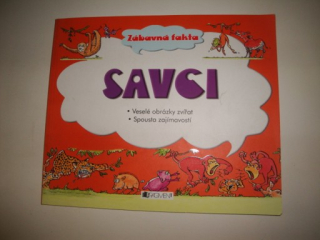 Zábavná fakta
SAVCI
• Veselé obrázky zvířat
• Spousta zajímavostí
FRAGMENT